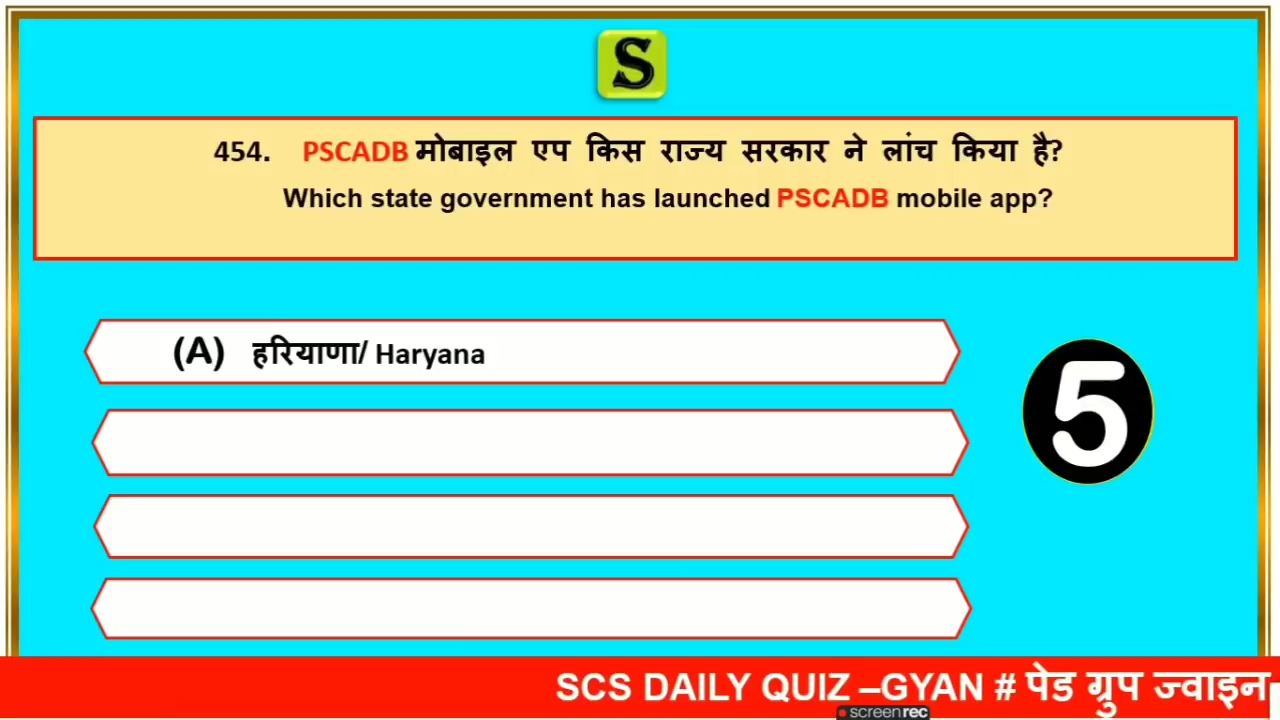 S
454. PSCADB मोबाइल एप किस राज्य सरकार ने लांच किया है?
Which state government has launched PSCADB mobile app?
(A) हरियाणा/ Haryana
5
SCS DAILY QUIZ –GYAN # पेड ग्रुप ज्वाइन
screenrec